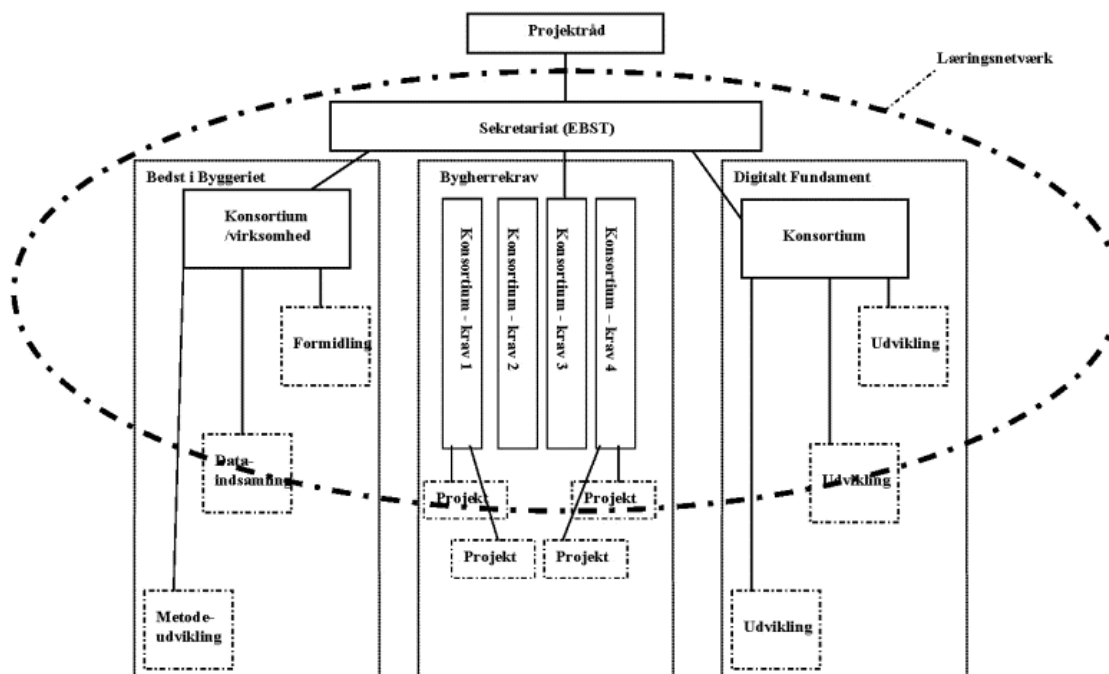 Projektråd
Læringsnetværk
Sekretariat (EBST)
Bedst i Byggeriet
Konsortium
/virksomhed
Formidling
Data-
indsamling
Metode-
udvikling
Bygherrekrav
Konsortium - krav 1
Konsortium - krav 2
Konsortium - krav 3
Konsortium – krav 4
Projekt
Projekt
Projekt
Projekt
Digitalt Fundament
Konsortium
Udvikling
Udvikling
Udvikling